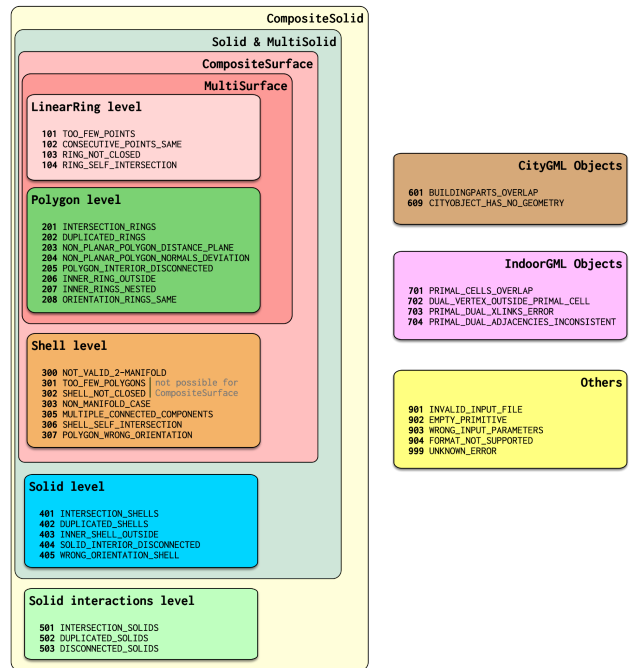 CompositeSolid
Solid & MultiSolid
CompositeSurface
MultiSurface
LinearRing level
101 TOO_FEW_POINTS
102 CONSECUTIVE_POINTS_SAME
103 RING_NOT_CLOSED
104 RING_SELF_INTERSECTION
Polygon level
201 INTERSECTION_RINGS
202 DUPLICATED_RINGS
203 NON_PLANAR_POLYGON_DISTANCE_PLANE
204 NON_PLANAR_POLYGON_NORMALS_DEVIATION
205 POLYGON_INTERIOR_DISCONNECTED
206 INNER_RING_OUTSIDE
207 INNER_RINGS_NESTED
208 ORIENTATION_RINGS_SAME
Shell level
300 NOT_VALID_2-MANIFOLD
301 TOO_FEW_POLYGONS | not possible for
302 SHELL_NOT_CLOSED | CompositeSurface
303 NON_MANIFOLD_CASE
305 MULTIPLE_CONNECTED_COMPONENTS
306 SHELL_SELF_INTERSECTION
307 POLYGON_WRONG_ORIENTATION
Solid level
401 INTERSECTION_SHELLS
402 DUPLICATED_SHELLS
403 INNER_SHELL_OUTSIDE
404 SOLID_INTERIOR_DISCONNECTED
405 WRONG_ORIENTATION_SHELL
Solid interactions level
501 INTERSECTION_SOLIDS
502 DUPLICATED_SOLIDS
503 DISCONNECTED_SOLIDS
CityGML Objects
601 BUILDINGPARTS_OVERLAP
609 CITYOBJECT_HAS_NO_GEOMETRY
IndoorGML Objects
701 PRIMAL_CELLS_OVERLAP
702 DUAL_VERTEX_OUTSIDE_PRIMAL_CELL
703 PRIMAL_DUAL_XLINKS_ERROR
704 PRIMAL_DUAL_ADJACENCIES_INCONSISTENT
Others
901 INVALID_INPUT_FILE
902 EMPTY_PRIMITIVE
903 WRONG_INPUT_PARAMETERS
904 FORMAT_NOT_SUPPORTED
999 UNKNOWN_ERROR